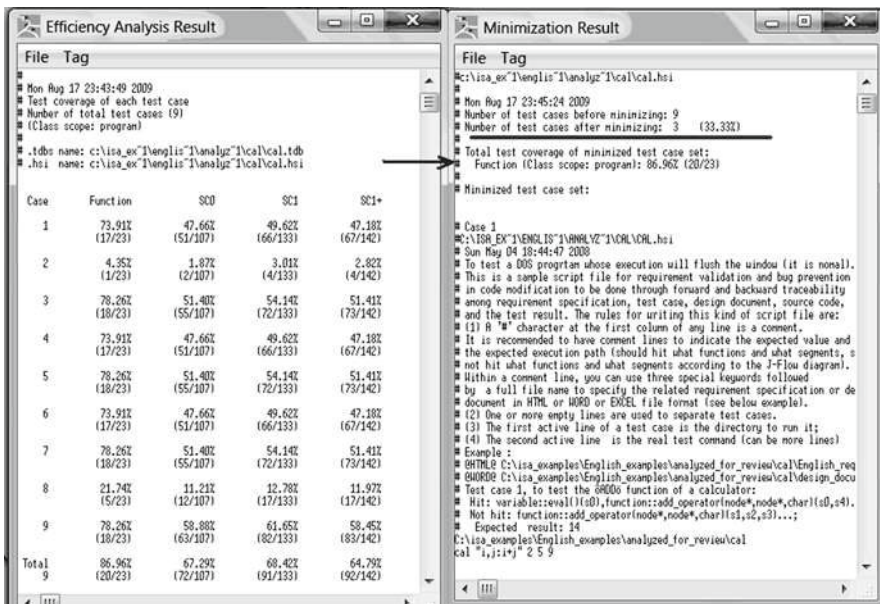 Efficiency Analysis Result
File Tag
#
# Mon Aug 17 23:43:49 2009
# Test coverage of each test case
# Number of total test cases (9)
# (Class scope: program)
#
# .tdbs name: c:\isa_ex~1\englis~1\analyz~1\cal\cal.tdb
# .hsi name: c:\isa_ex~1\englis~1\analyz~1\cal\cal.hsi
Case Function SC0 SC1 SC1+
1 73.91% 47.66% 49.62% 47.18%
(17/23) (51/107) (66/133) (67/142)
2 4.35% 1.87% 3.01% 2.82%
(1/23) (2/107) (4/133) (4/142)
3 78.26% 51.40% 54.14% 51.41%
(18/23) (55/107) (72/133) (73/142)
4 73.91% 47.66% 49.62% 47.18%
(17/23) (51/107) (66/133) (67/142)
5 78.26% 51.40% 54.14% 51.41%
(18/23) (55/107) (72/133) (73/142)
6 73.91% 47.66% 49.62% 47.18%
(17/23) (51/107) (66/133) (67/142)
7 78.26% 51.40% 54.14% 51.41%
(18/23) (55/107) (72/133) (73/142)
8 21.74% 11.21% 12.78% 11.97%
(5/23) (12/107) (17/133) (17/142)
9 78.26% 58.88% 61.65% 58.45%
(18/23) (63/107) (82/133) (83/142)
Total 86.96% 67.29% 68.42% 64.79%
9 (20/23) (72/107) (91/133) (92/142)
Minimization Result
File Tag
#c:\isa_ex~1\englis~1\analyz~1\cal\cal.hsi
#
# Mon Aug 17 23:45:24 2009
# Number of test cases before minimizing: 9
# Number of test cases after minimizing: 3 (33.33%)
#
# Total test coverage of minimized test case set:
# Function (Class scope: program): 86.96% (20/23)
#
# Minimized test case set:
# Case 1
#C:\ISA_EX~1\ENGLIS~1\ANALYZ~1\CAL\CAL.hsi
# Sun May 04 18:44:47 2008
# To test a DOS progrtam whose execution will flush the window (it is nomal).
# This is a sample script file for requirement validation and bug prevention
# in code modification to be done through forward and backward traceability
# among requirement specification, test case, design document, source code,
# and the test result. The rules for writing this kind of script file are:
# (1) A '#' character at the first column of any line is a comment.
# It is recommended to have comment lines to indicate the expected value and
# the expected execution path (should hit what functions and what segments, s
# not hit what functions and what segments according to the J-Flow diagram).
# Within a comment line, you can use three special keywords followed
# by a full file name to specify the related requirement specification or de
# document in HTML or WORD or EXCEL file format (see below example).
# (2) One or more empty lines are used to separate test cases.
# (3) The first active line of a test case is the directory to run it;
# (4) The second active line is the real test command (can be more lines)
# Example :
# @HTML@ C:\isa_examples\English_examples\analyzed_for_review\cal\English_req
# @WORD@ C:\isa_examples\English_examples\analyzed_for_review\cal\design_docu
# Test case 1, to test the öADDö function of a calculator:
# Hit: variable::eval()(s0),function::add_operator(node*,node*,char)(s0,s4).
# Not hit: function::add_operator(node*,node*,char)(s1,s2,s3)...;
# Expected result: 14
C:\isa_examples\English_examples\analyzed_for_review\cal
cal "i,j:i+j" 2 5 9